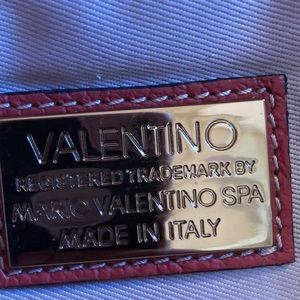 VALENTINO
REGISTERED TRADEMARK BY
MARIO VALENTINO SPA
MADE IN ITALY